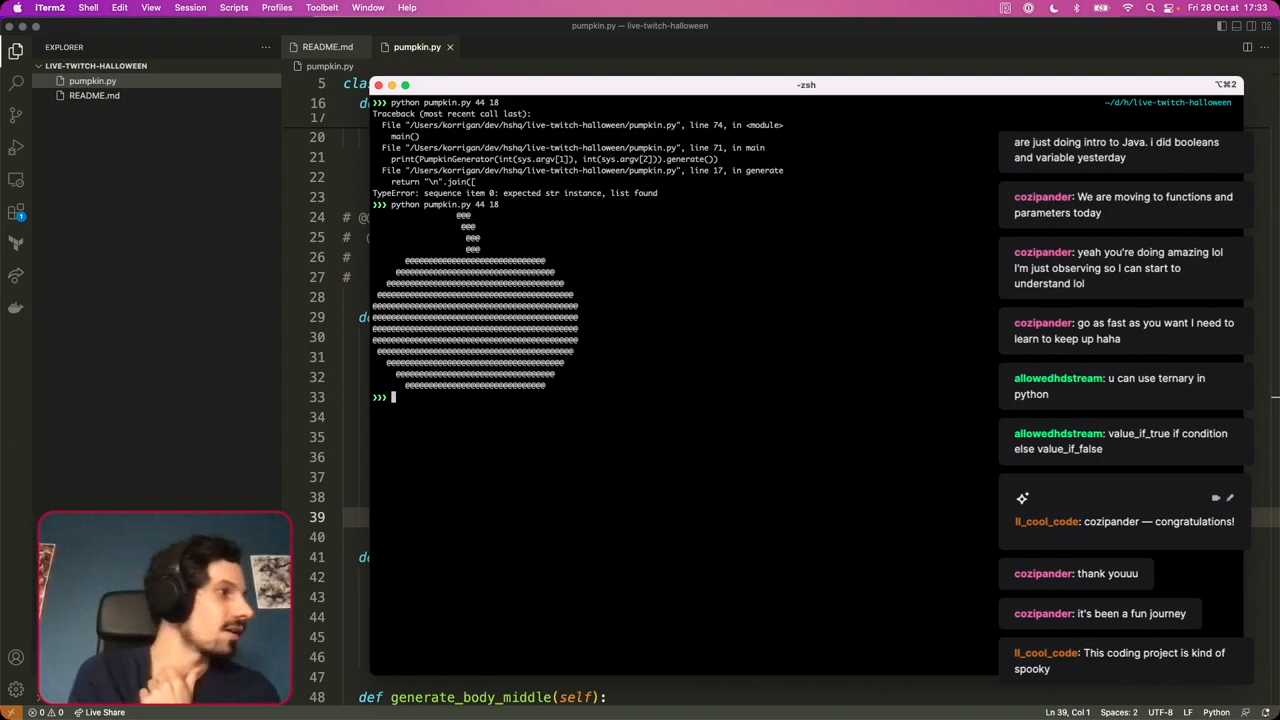 iTerm2 Shell Edit View Session Scripts Profiles Toolbelt Window Help
Fri 28 Oct at 17:33
pumpkin.py — live-twitch-halloween
EXPLORER
LIVE-TWITCH-HALLOWEEN
pumpkin.py
README.md
README.md
pumpkin.py
pumpkin.py
5 clas
16 de
17
20
21
22
23
24 # @
25 # @
26 #
27 #
28
29 de
30
31
32
33
34
35
36
37
38
39
40
41 de
42
43
44
45
46
47
48 def generate_body_middle(self):
-zsh
⌥⌘2
~/d/h/live-twitch-halloween
❯❯❯ python pumpkin.py 44 18
Traceback (most recent call last):
File "/Users/korrigan/dev/hshq/live-twitch-halloween/pumpkin.py", line 74, in <module>
main()
File "/Users/korrigan/dev/hshq/live-twitch-halloween/pumpkin.py", line 71, in main
print(PumpkinGenerator(int(sys.argv[1]), int(sys.argv[2])).generate())
File "/Users/korrigan/dev/hshq/live-twitch-halloween/pumpkin.py", line 17, in generate
return "\n".join([
TypeError: sequence item 0: expected str instance, list found
❯❯❯ python pumpkin.py 44 18
@@@
@@@
@@@
@@@
❯❯❯
are just doing intro to Java. i did booleans
and variable yesterday
cozipander: We are moving to functions and
parameters today
cozipander: yeah you're doing amazing lol
I'm just observing so I can start to
understand lol
cozipander: go as fast as you want I need to
learn to keep up haha
allowedhdstream: u can use ternary in
python
allowedhdstream: value_if_true if condition
else value_if_false
ll_cool_code: cozipander — congratulations!
cozipander: thank youuu
cozipander: it's been a fun journey
ll_cool_code: This coding project is kind of
spooky
1
0 0 Live Share
Ln 39, Col 1 Spaces: 2 UTF-8 LF Python